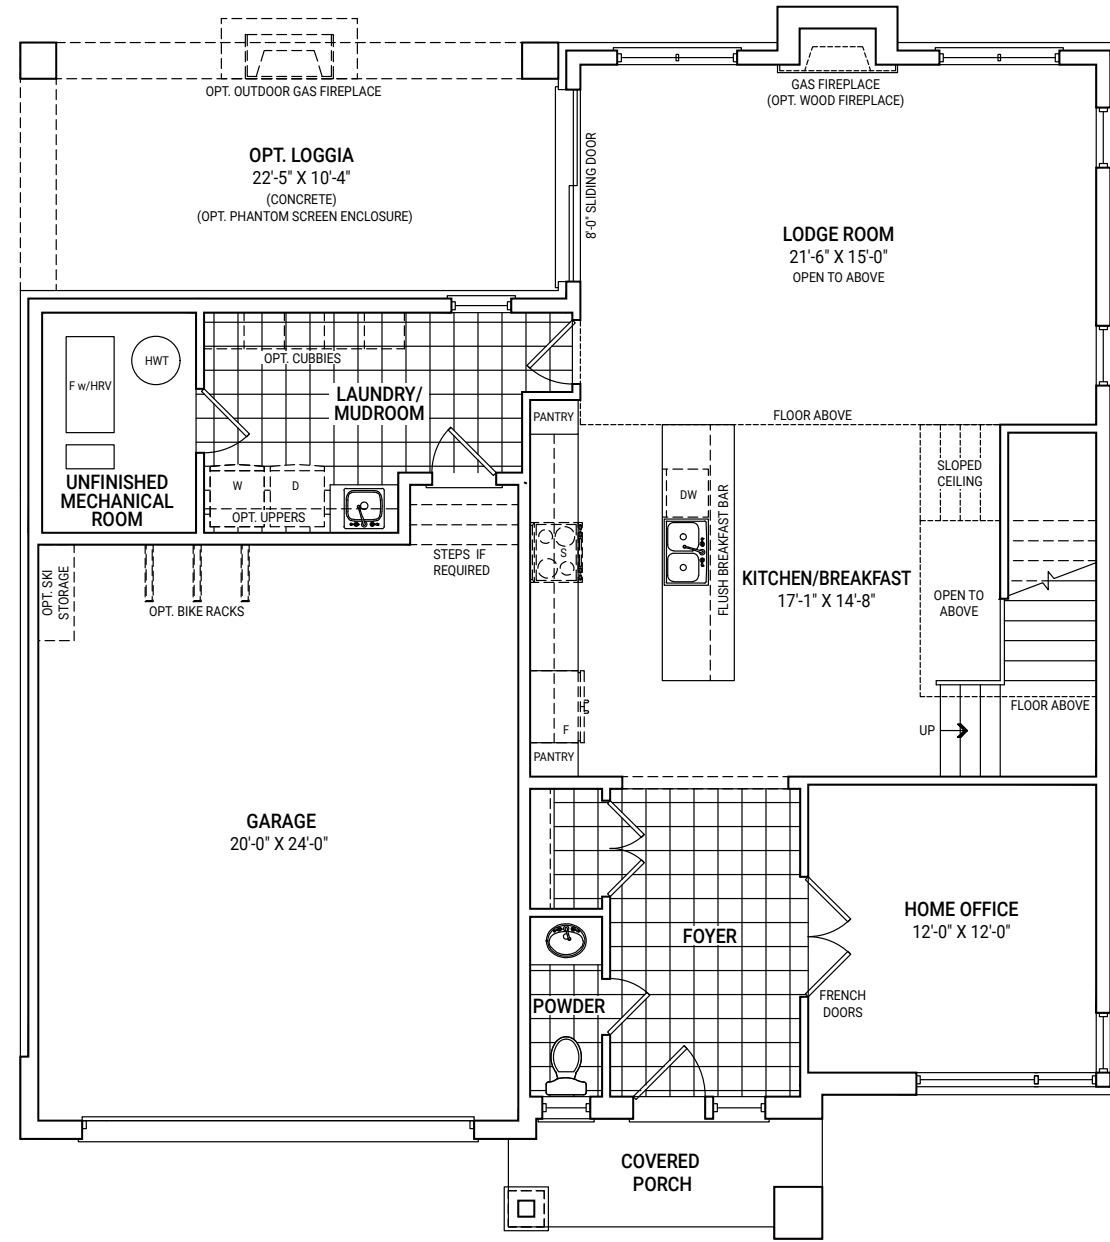 OPT. OUTDOOR GAS FIREPLACE
GAS FIREPLACE
(OPT. WOOD FIREPLACE)
OPT. LOGGIA
22'-5" X 10'-4"
(CONCRETE)
(OPT. PHANTOM SCREEN ENCLOSURE)
8'-0" SLIDING DOOR
LODGE ROOM
21'-6" X 15'-0"
OPEN TO ABOVE
HWT
F w/HRV
OPT. CUBBIES
LAUNDRY/
MUDROOM
PANTRY
FLOOR ABOVE
UNFINISHED
MECHANICAL
ROOM
W
D
OPT. UPPERS
DW
FLUSH BREAKFAST BAR
SLOPED
CEILING
STEPS IF
REQUIRED
S
OPT. SKI
STORAGE
OPT. BIKE RACKS
KITCHEN/BREAKFAST
17'-1" X 14'-8"
OPEN TO
ABOVE
FLOOR ABOVE
UP
F
PANTRY
GARAGE
20'-0" X 24'-0"
FOYER
HOME OFFICE
12'-0" X 12'-0"
POWDER
FRENCH
DOORS
COVERED
PORCH